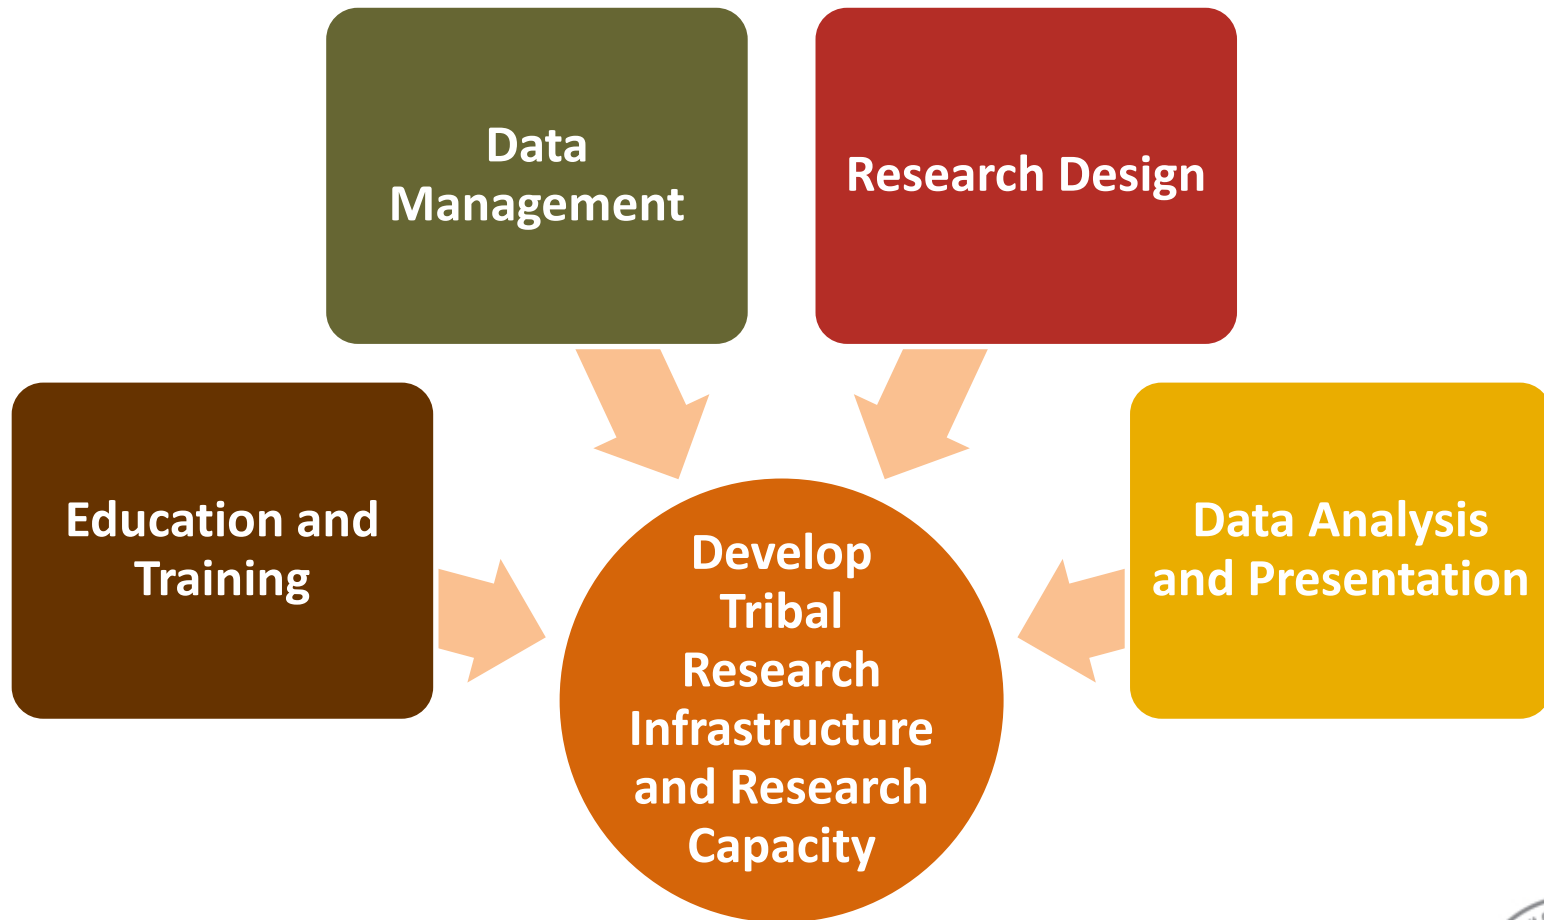 Data
Management
Research Design
Education and
Training
Data Analysis
and Presentation
Develop
Tribal
Research
Infrastructure
and Research
Capacity